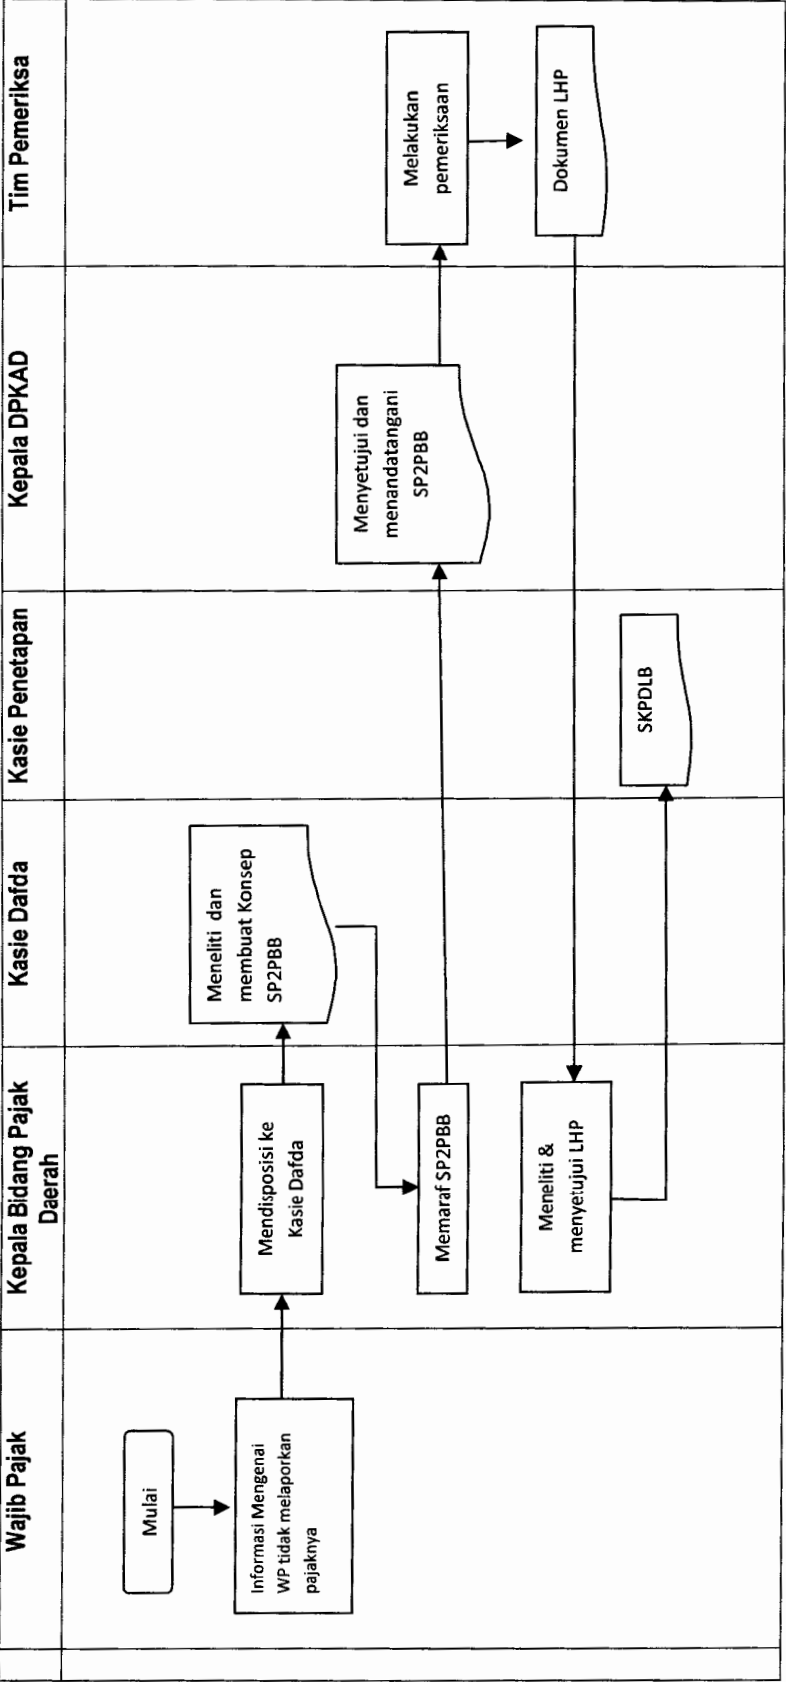 Wajib Pajak
Kepala Bidang Pajak
Daerah
Kasie Dafda
Kasie Penetapan
Kepala DPKAD
Tim Pemeriksa
Mulai
Informasi Mengenai
WP tidak melaporkan
pajaknya
Mendisposisi ke
Kasie Dafda
Meneliti dan
membuat Konsep
SP2PBB
Memaraf SP2PBB
Menyetujui dan
menandatangani
SP2PBB
Melakukan
pemeriksaan
Dokumen LHP
Meneliti &
menyetujui LHP
SKPDLB